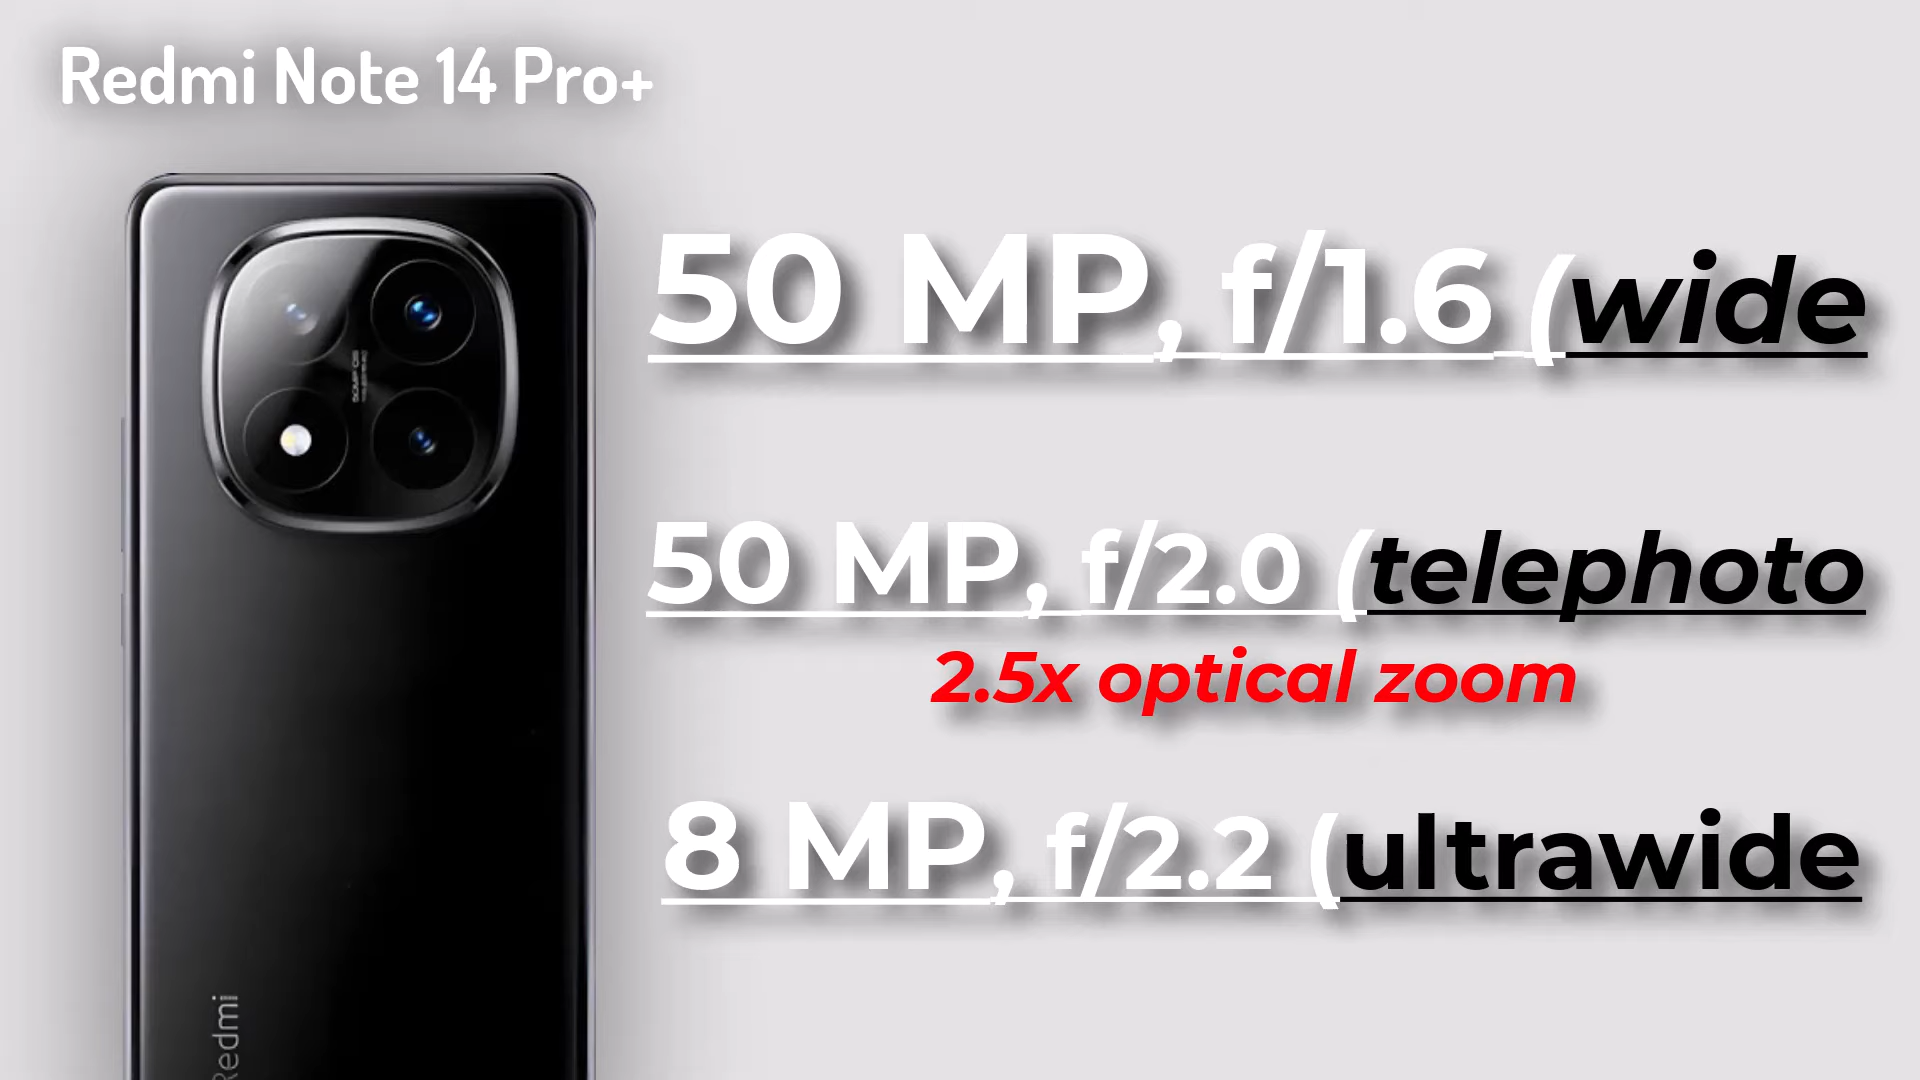 Redmi Note 14 Pro+
50 MP, f/1.6 (wide
50 MP, f/2.0 (telephoto
2.5x optical zoom
8 MP, f/2.2 (ultrawide
Redmi